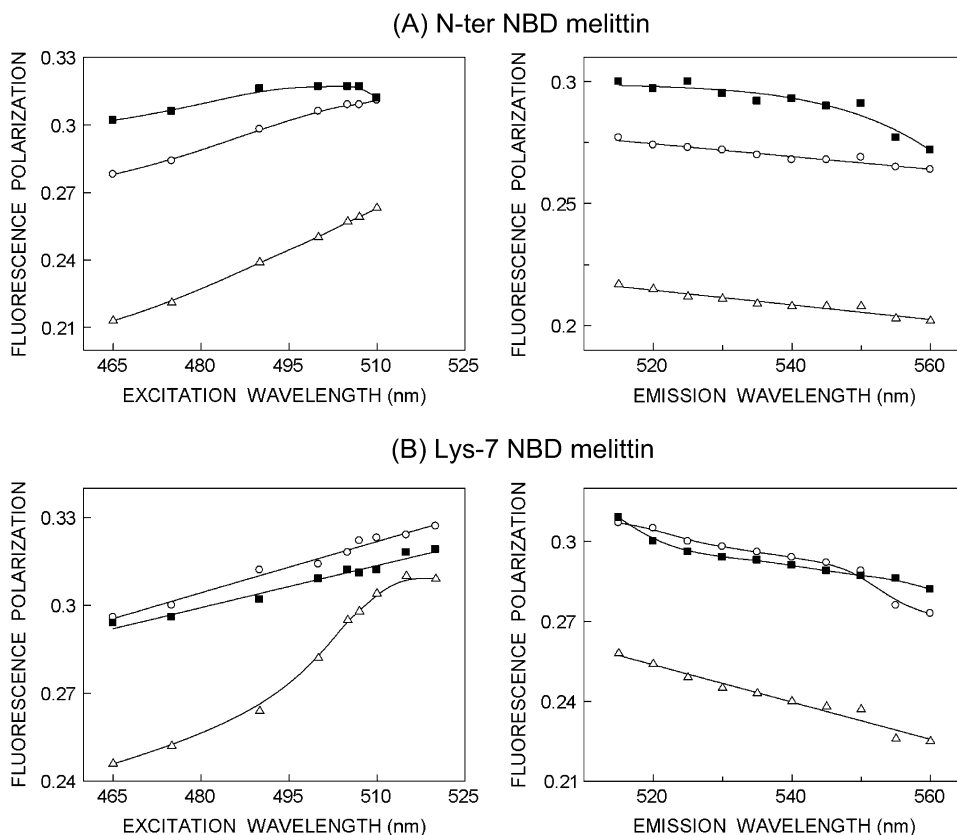 (A) N-ter NBD melittin
FLUORESCENCE POLARIZATION
0.33
0.3
0.27
0.24
0.21
465 480 495 510 525
EXCITATION WAVELENGTH (nm)
FLUORESCENCE POLARIZATION
0.3
0.25
0.2
520 540 560
EMISSION WAVELENGTH (nm)
(B) Lys-7 NBD melittin
FLUORESCENCE POLARIZATION
0.33
0.3
0.27
0.24
465 480 495 510 525
EXCITATION WAVELENGTH (nm)
FLUORESCENCE POLARIZATION
0.3
0.27
0.24
0.21
520 540 560
EMISSION WAVELENGTH (nm)